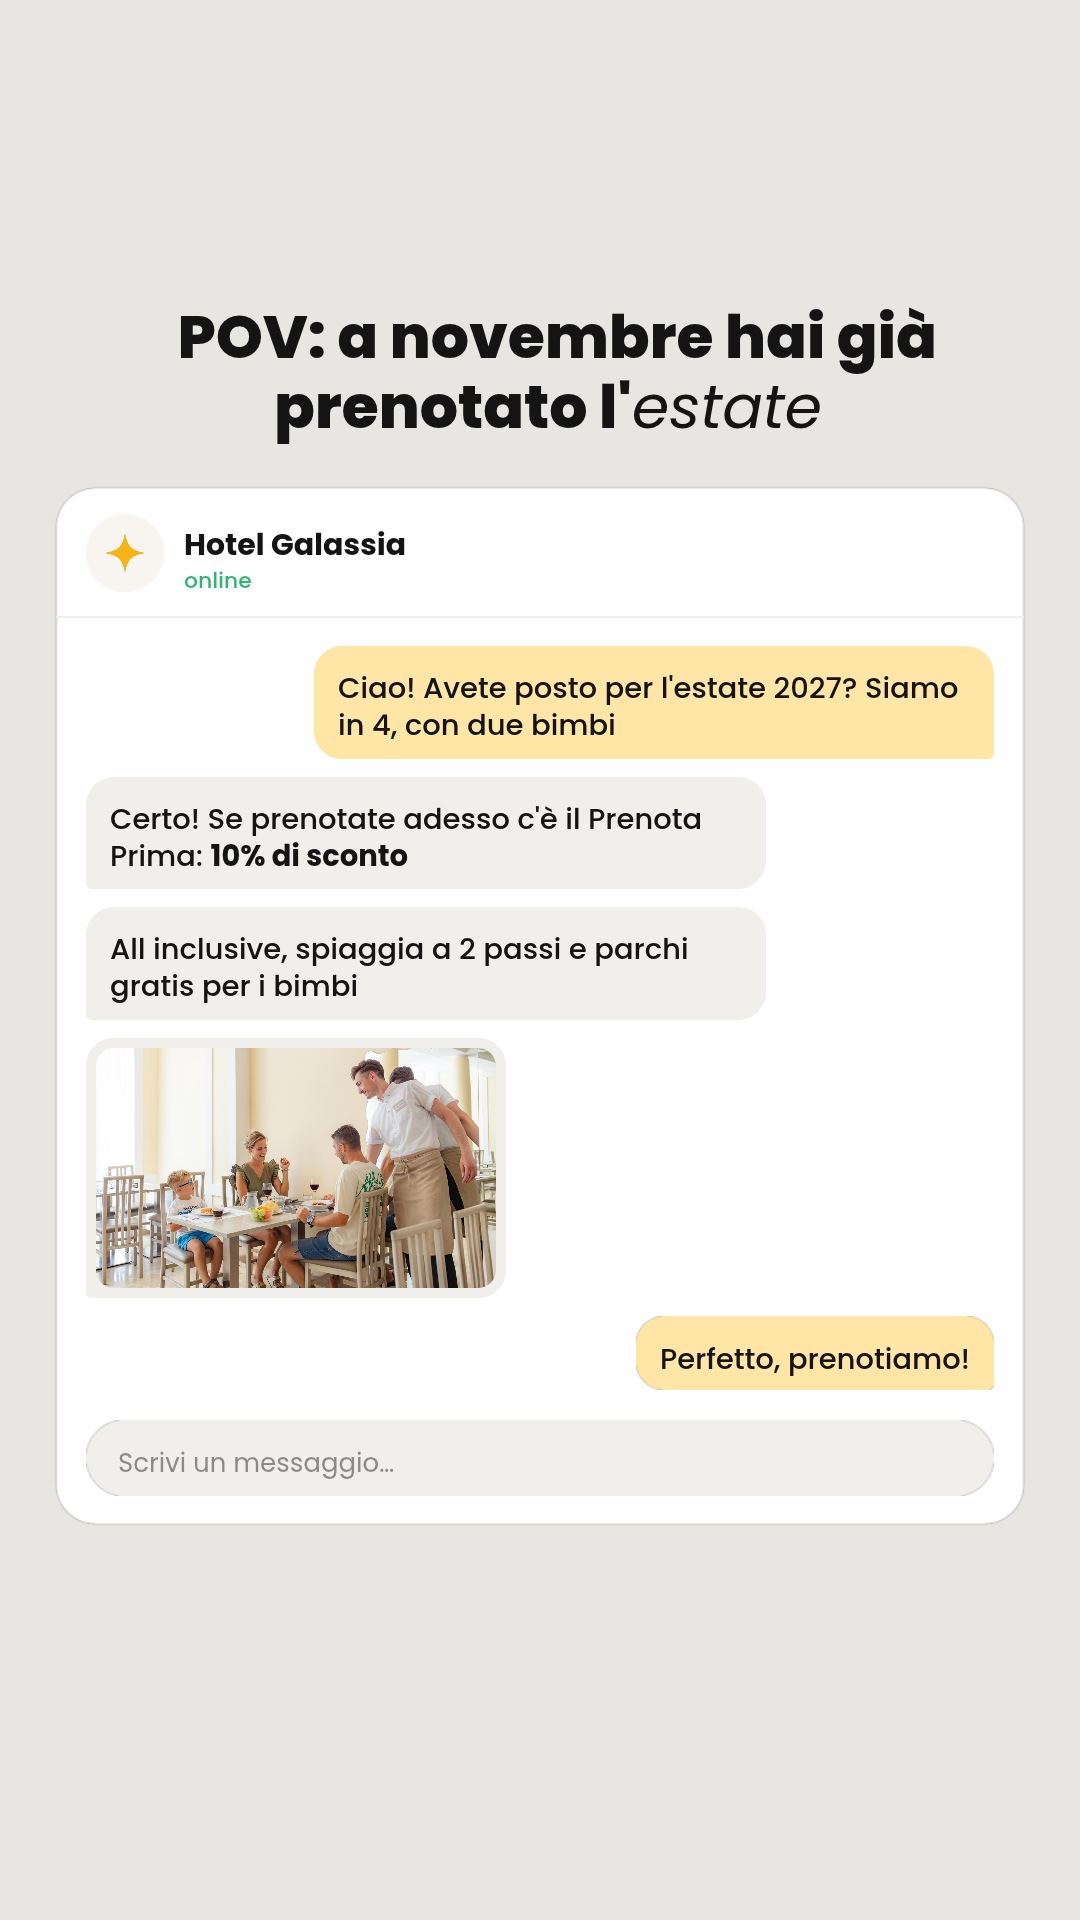 POV: a novembre hai già
prenotato l'estate
Hotel Galassia
online
Ciao! Avete posto per l'estate 2027? Siamo
in 4, con due bimbi
Certo! Se prenotate adesso c'è il Prenota
Prima: 10% di sconto
All inclusive, spiaggia a 2 passi e parchi
gratis per i bimbi
Perfetto, prenotiamo!
Scrivi un messaggio...